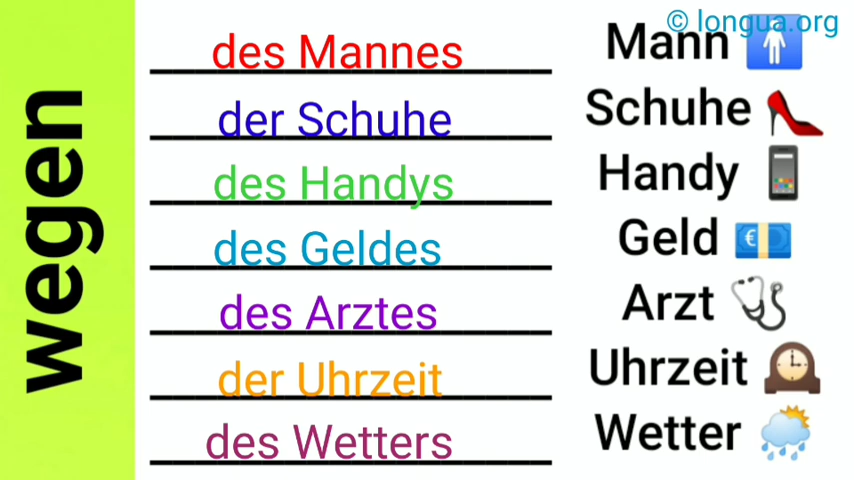 © longua.org
wegen
des Mannes Mann
der Schuhe Schuhe
des Handys Handy
des Geldes Geld
des Arztes Arzt
der Uhrzeit Uhrzeit
des Wetters Wetter